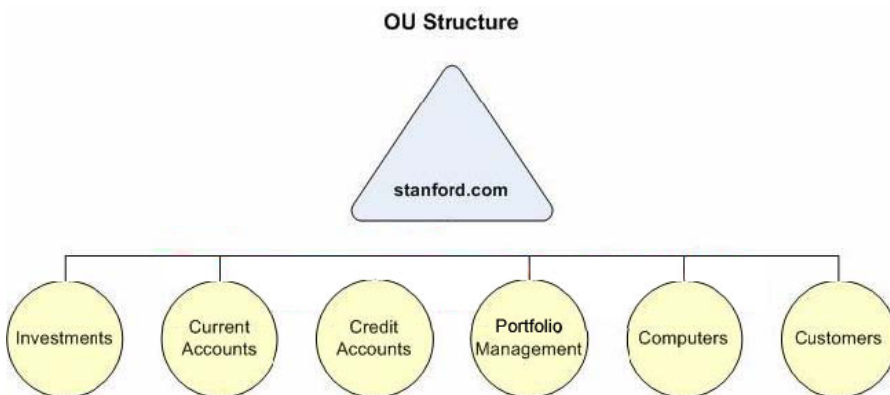 OU Structure
stanford.com
Investments
Current
Accounts
Credit
Accounts
Portfolio
Management
Computers
Customers